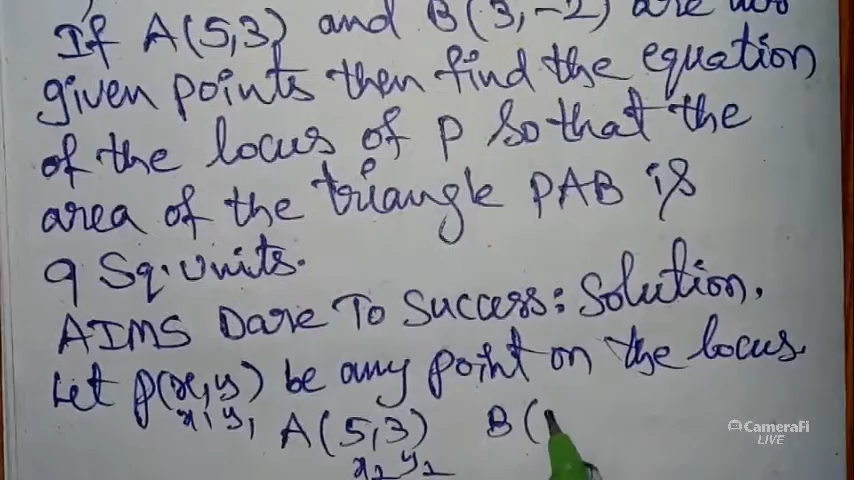 If A(5,3) and B(3,-2) are
given points then find the equation
of the locus of P so that the
area of the triangle PAB is
9 Sq.units.
AIMS Dare To Success: Solution.
Let P(x,y) be any point on the locus.
x1 y1 A(5,3) B(
x2 y2
CameraFi
LIVE